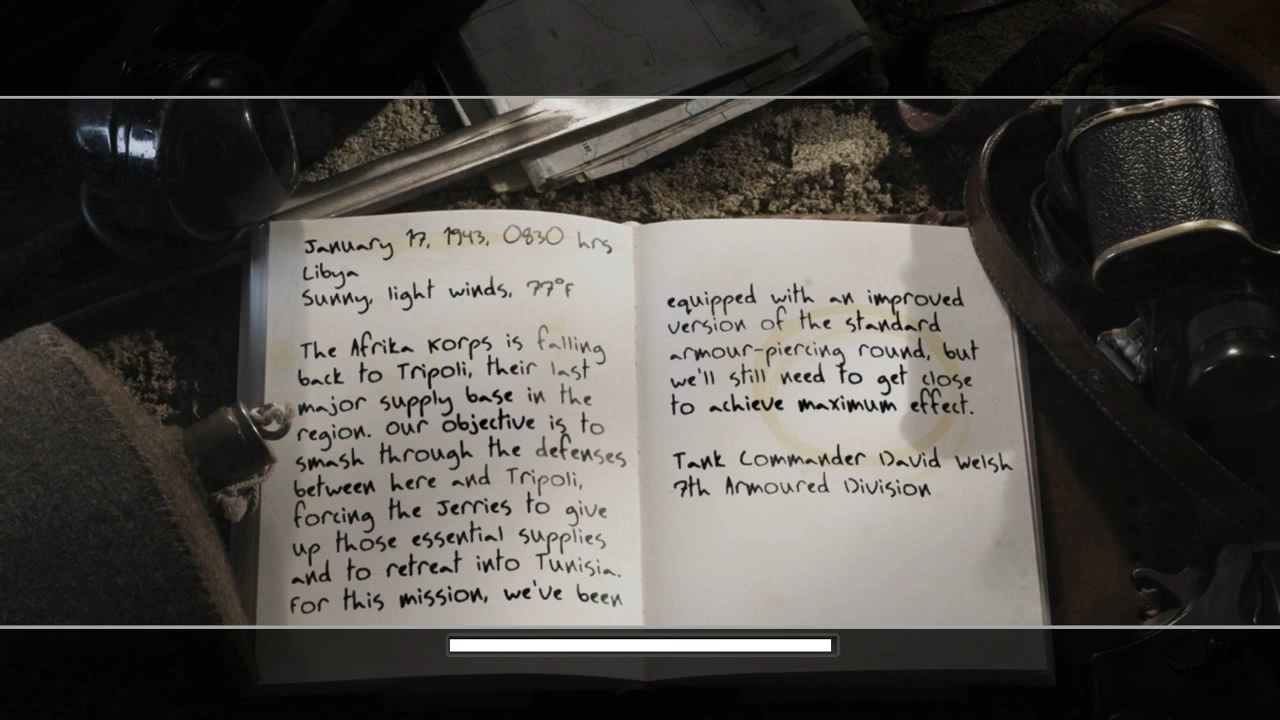 January 17, 1943, 0830 hrs
Libya
Sunny, light winds, 77°F
The Afrika Korps is falling
back to Tripoli, their last
major supply base in the
region. Our objective is to
smash through the defenses
between here and Tripoli,
forcing the Jerries to give
up those essential supplies
and to retreat into Tunisia.
For this mission, we've been
equipped with an improved
version of the standard
armour-piercing round, but
we'll still need to get close
to achieve maximum effect.
Tank Commander David Welsh
7th Armoured Division